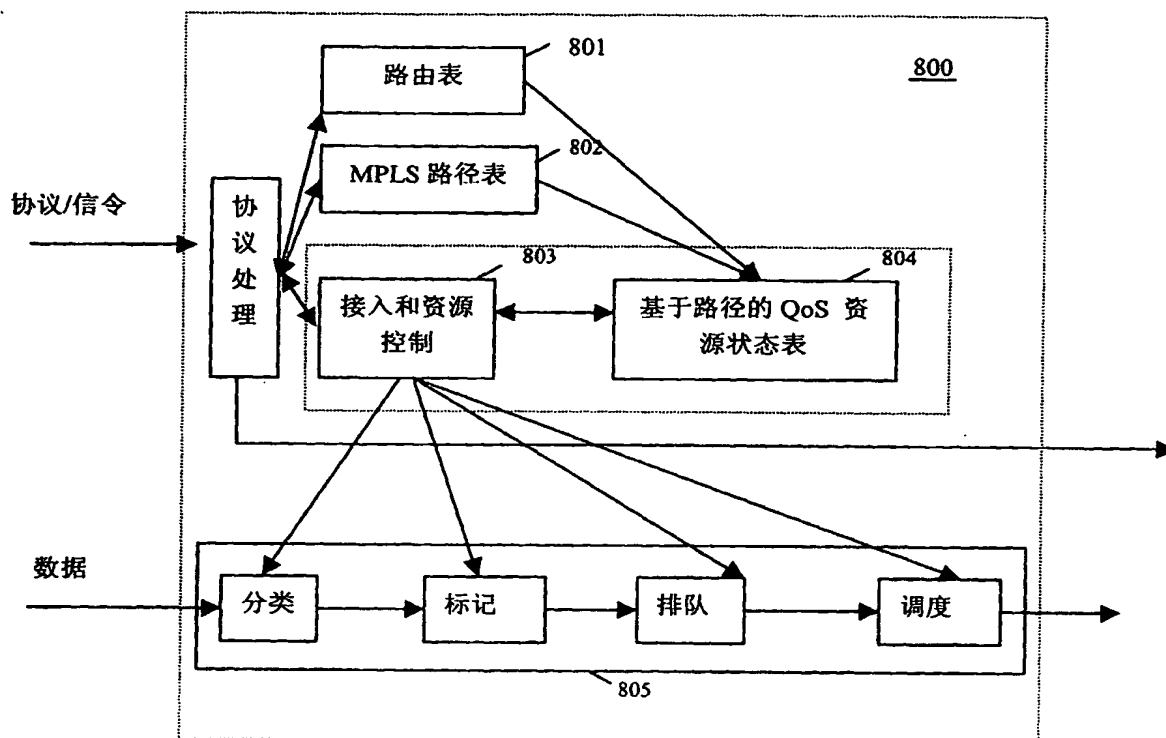 801
路由表
800
802
MPLS 路径表
协议/信令
协
议
处
理
803
804
接入和资源
控制
基于路径的 QoS 资
源状态表
数据
分类
标记
排队
调度
805